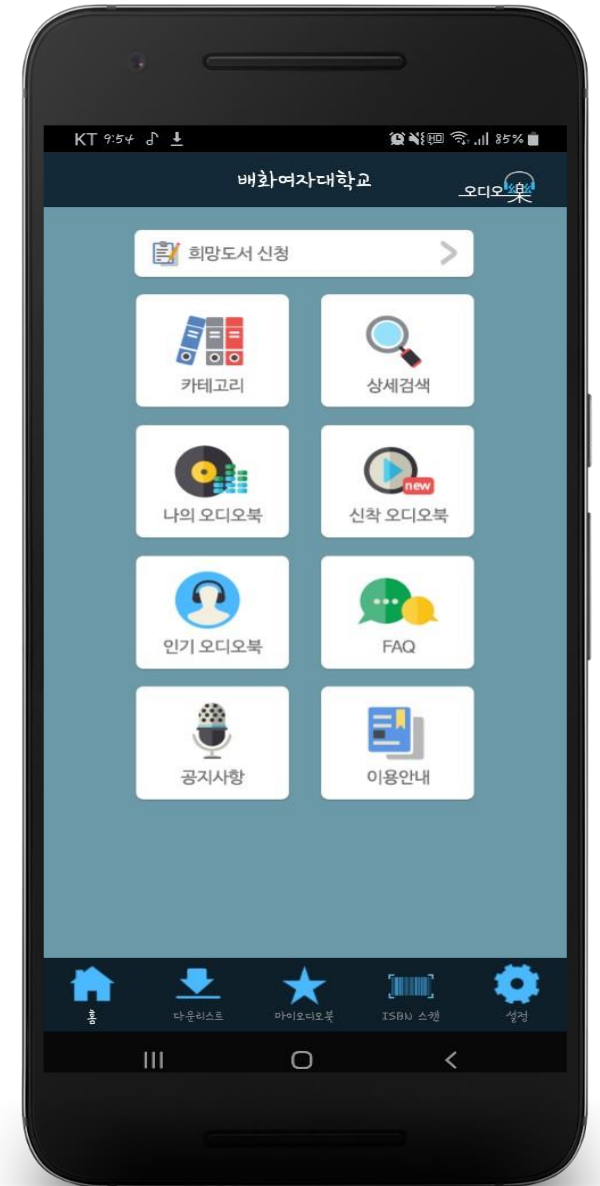 KT 9:54 HD 85%
배화여자대학교
오디오樂
희망도서 신청
카테고리 상세검색
new
나의 오디오북 신착 오디오북
인기 오디오북 FAQ
공지사항 이용안내
홈 다운리스트 마이오디오북 ISBN 스캔 설정